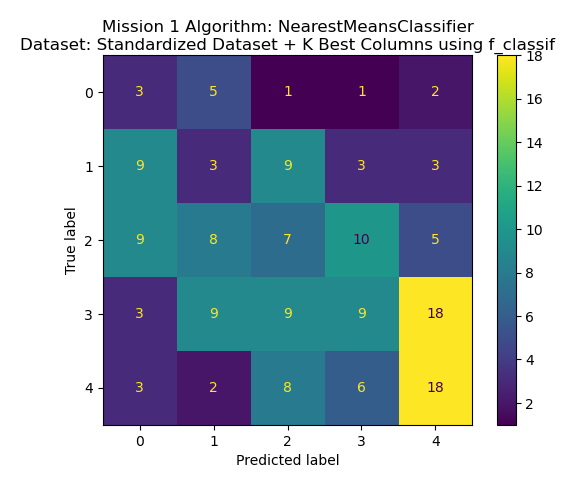 Mission 1 Algorithm: NearestMeansClassifier
Dataset: Standardized Dataset + K Best Columns using f_classif
True label
0 3 5 1 1 2
1 9 3 9 3 3
2 9 8 7 10 5
3 3 9 9 9 18
4 3 2 8 6 18
0 1 2 3 4
Predicted label
18
16
14
12
10
8
6
4
2